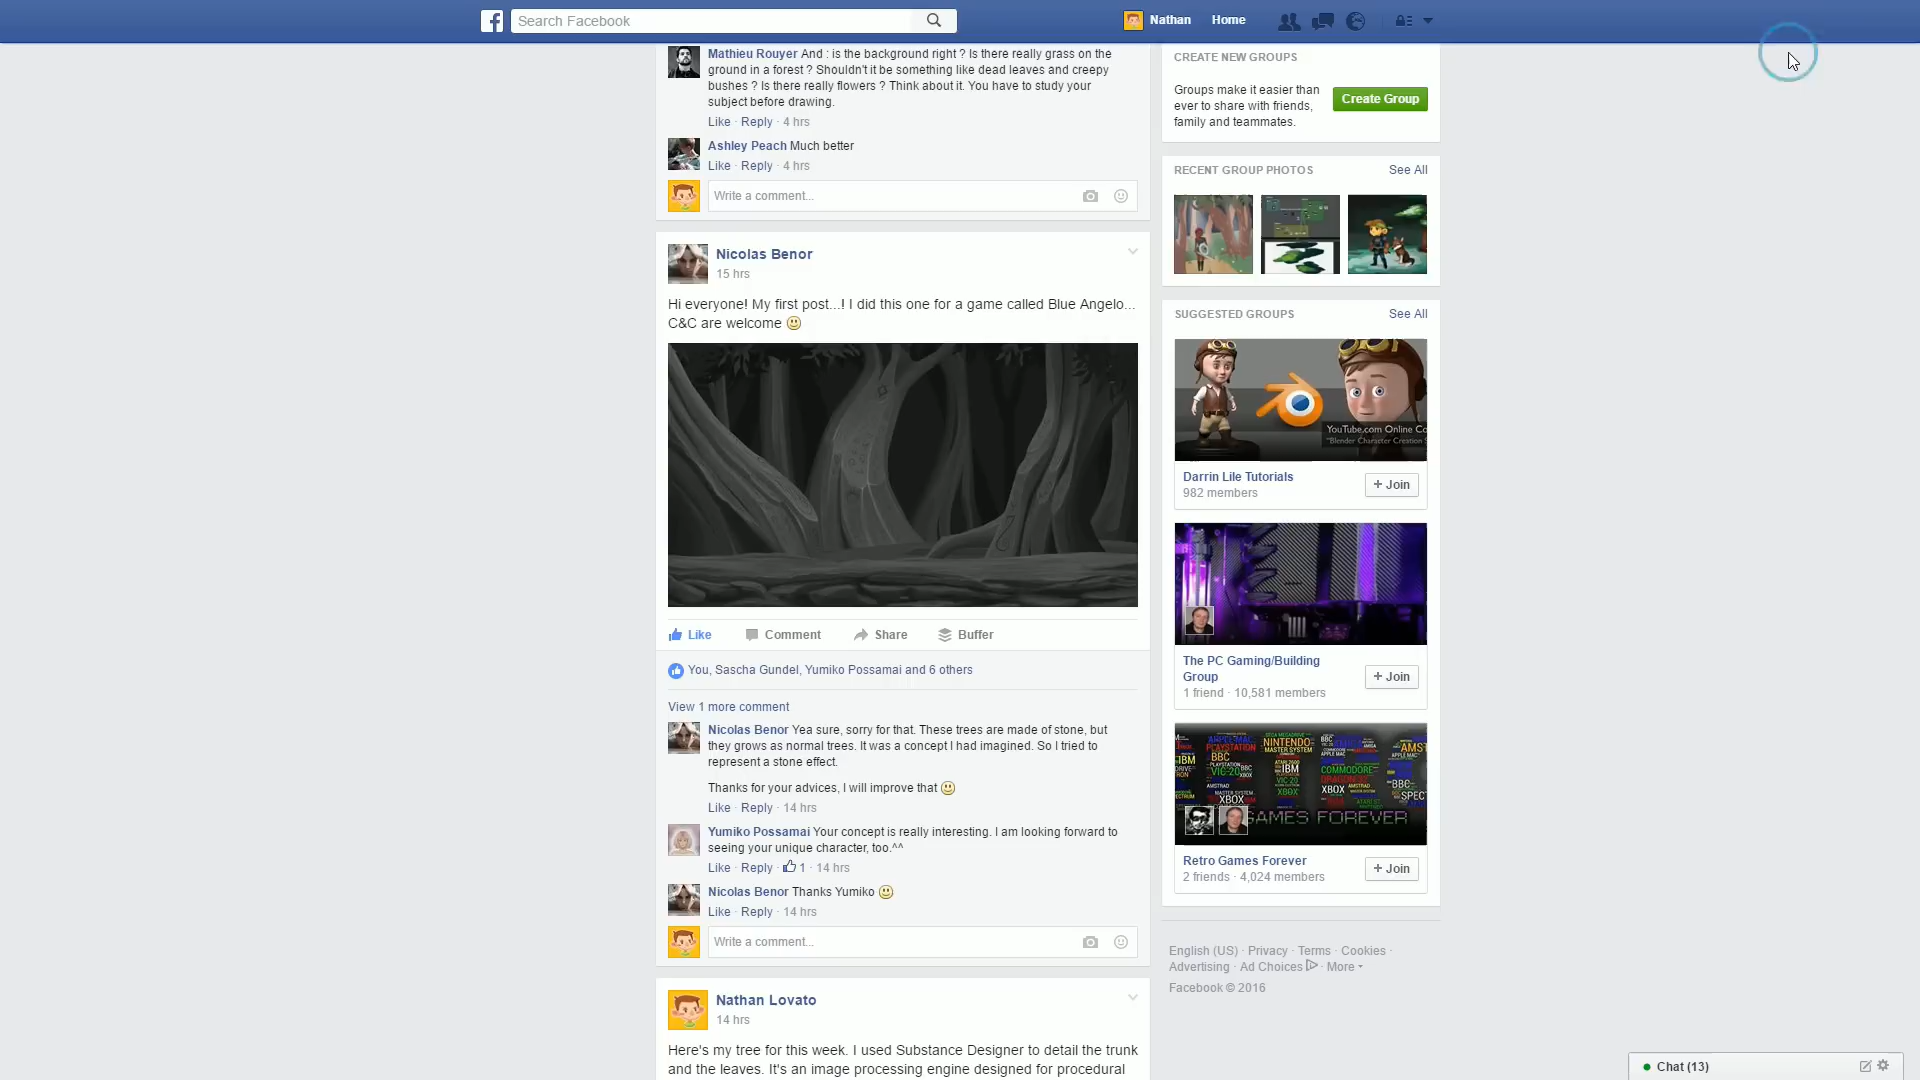 Search Facebook
Nathan
Home
Mathieu Rouyer And : is the background right ? Is there really grass on the
ground in a forest ? Shouldn't it be something like dead leaves and creepy
bushes ? Is there really flowers ? Think about it. You have to study your
subject before drawing.
Like · Reply · 4 hrs
Ashley Peach Much better
Like · Reply · 4 hrs
Write a comment...
Nicolas Benor
15 hrs
Hi everyone! My first post...! I did this one for a game called Blue Angelo...
C&C are welcome
Like
Comment
Share
Buffer
You, Sascha Gundel, Yumiko Possamai and 6 others
View 1 more comment
Nicolas Benor Yea sure, sorry for that. These trees are made of stone, but
they grows as normal trees. It was a concept I had imagined. So I tried to
represent a stone effect.
Thanks for your advices, I will improve that
Like · Reply · 14 hrs
Yumiko Possamai Your concept is really interesting. I am looking forward to
seeing your unique character, too.^^
Like · Reply · 1 · 14 hrs
Nicolas Benor Thanks Yumiko
Like · Reply · 14 hrs
Write a comment...
Nathan Lovato
14 hrs
Here's my tree for this week. I used Substance Designer to detail the trunk
and the leaves. It's an image processing engine designed for procedural
CREATE NEW GROUPS
Groups make it easier than
ever to share with friends,
family and teammates.
Create Group
RECENT GROUP PHOTOS
See All
SUGGESTED GROUPS
See All
YouTube.com Online Co
"Blender Character Creation S
Darrin Lile Tutorials
982 members
+ Join
The PC Gaming/Building
Group
1 friend · 10,581 members
+ Join
NINTENDO
MASTER SYSTEM
PLAYSTATION
BBC
VIC 20
IBM
XBOX
COMMODORE
GAMES FOREVER
Retro Games Forever
2 friends · 4,024 members
+ Join
English (US) · Privacy · Terms · Cookies ·
Advertising · Ad Choices · More
Facebook © 2016
Chat (13)